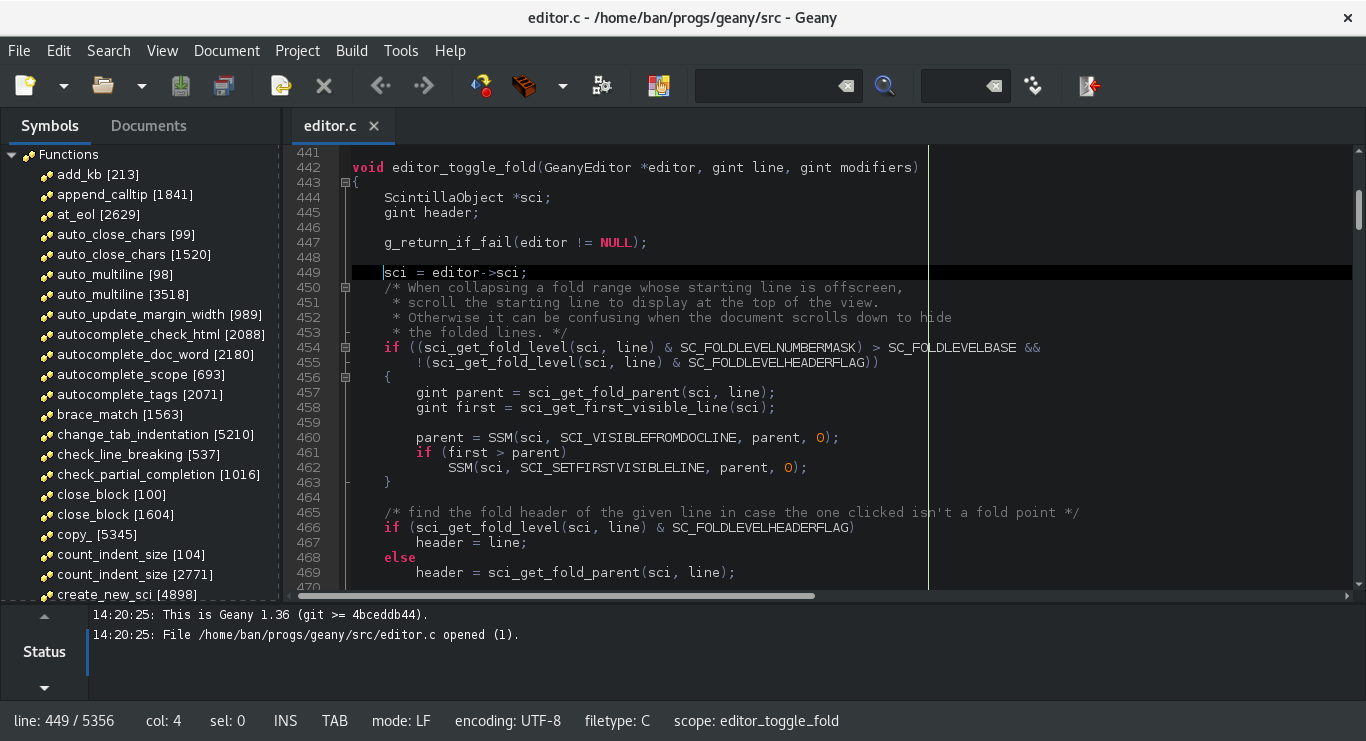 editor.c - /home/ban/progs/geany/src - Geany
File Edit Search View Document Project Build Tools Help
Symbols Documents
editor.c
Functions
add_kb [213]
append_calltip [1841]
at_eol [2629]
auto_close_chars [99]
auto_close_chars [1520]
auto_multiline [98]
auto_multiline [3518]
auto_update_margin_width [989]
autocomplete_check_html [2088]
autocomplete_doc_word [2180]
autocomplete_scope [693]
autocomplete_tags [2071]
brace_match [1563]
change_tab_indentation [5210]
check_line_breaking [537]
check_partial_completion [1016]
close_block [100]
close_block [1604]
copy_ [5345]
count_indent_size [104]
count_indent_size [2771]
create_new_sci [4898]
441
442 void editor_toggle_fold(GeanyEditor *editor, gint line, gint modifiers)
443 {
444     ScintillaObject *sci;
445     gint header;
446
447     g_return_if_fail(editor != NULL);
448
449     sci = editor->sci;
450     /* When collapsing a fold range whose starting line is offscreen,
451      * scroll the starting line to display at the top of the view.
452      * Otherwise it can be confusing when the document scrolls down to hide
453      * the folded lines. */
454     if ((sci_get_fold_level(sci, line) & SC_FOLDLEVELNUMBERMASK) > SC_FOLDLEVELBASE &&
455         !(sci_get_fold_level(sci, line) & SC_FOLDLEVELHEADERFLAG))
456     {
457         gint parent = sci_get_fold_parent(sci, line);
458         gint first = sci_get_first_visible_line(sci);
459
460         parent = SSM(sci, SCI_VISIBLEFROMDOCLINE, parent, 0);
461         if (first > parent)
462             SSM(sci, SCI_SETFIRSTVISIBLELINE, parent, 0);
463     }
464
465     /* find the fold header of the given line in case the one clicked isn't a fold point */
466     if (sci_get_fold_level(sci, line) & SC_FOLDLEVELHEADERFLAG)
467         header = line;
468     else
469         header = sci_get_fold_parent(sci, line);
470
Status
14:20:25: This is Geany 1.36 (git >= 4bceddb44).
14:20:25: File /home/ban/progs/geany/src/editor.c opened (1).
line: 449 / 5356 col: 4 sel: 0 INS TAB mode: LF encoding: UTF-8 filetype: C scope: editor_toggle_fold